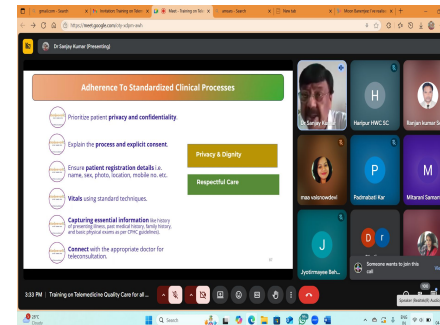 Dr Sanjay Kumar (Presenting)
Adherence To Standardized Clinical Processes
Prioritize patient privacy and confidentiality.
Explain the process and explicit consent.
Ensure patient registration details i.e.
name, sex, photo, location, mobile no. etc.
Vitals using standard techniques.
Capturing essential information like history
of presenting illness, past medical history, family history,
and basic physical exams as per CPHC guidelines).
Connect with the appropriate doctor for
teleconsultation.
Privacy & Dignity
Respectful Care
Dr Sanjay Kumar
H
Haripur HWC SC
Ranjan kumar S
maa vaisnowdevi
P
Padmabati Kar
M
Mitarani Saman
J
Jyotirmayee Beh...
D
r
Someone wants to join this
call
3:33 PM | Training on Telemedicine Quality Care for all ...
Search